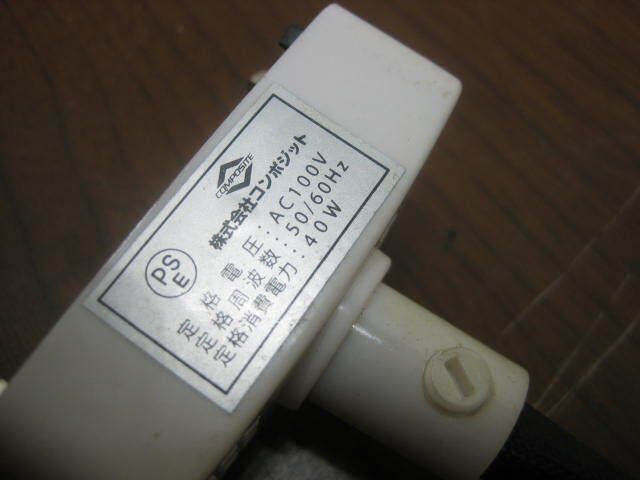 COMPOSITE
株式会社コンポジット
PSE
定格電圧:AC100V
定格周波数:50/60Hz
定格消費電力:40W